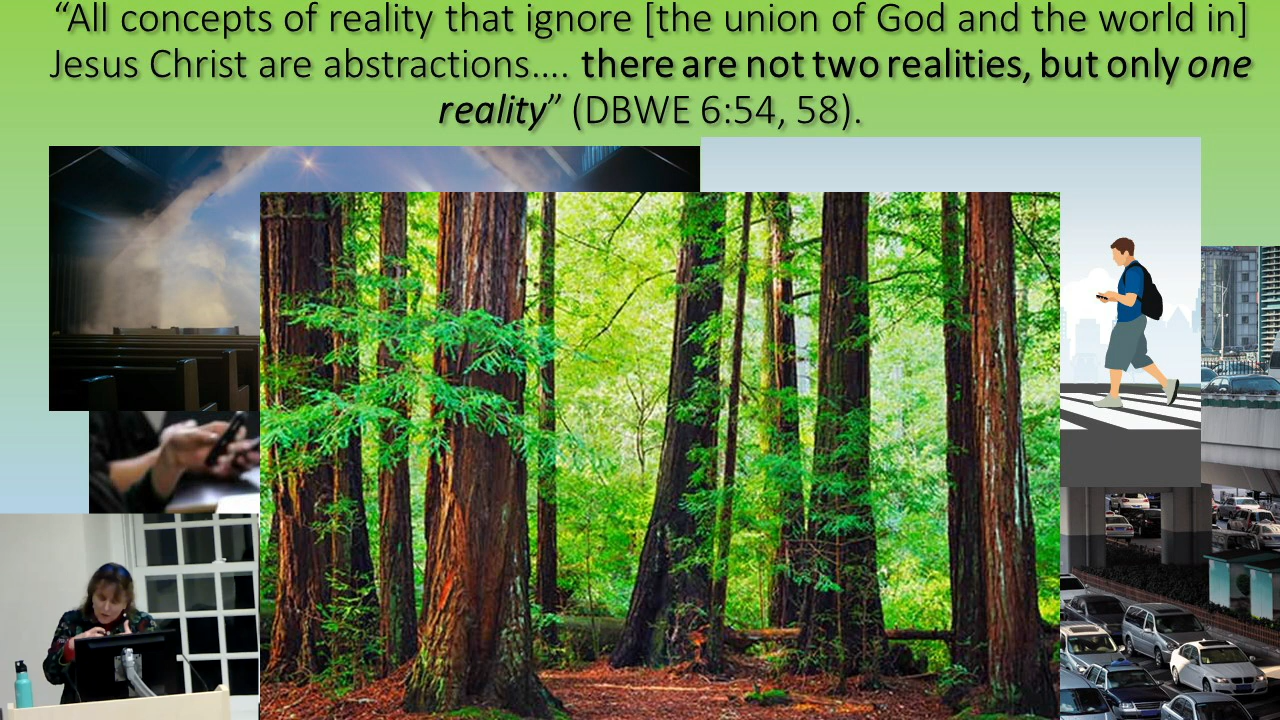 “All concepts of reality that ignore [the union of God and the world in]
Jesus Christ are abstractions…. there are not two realities, but only one
reality” (DBWE 6:54, 58).